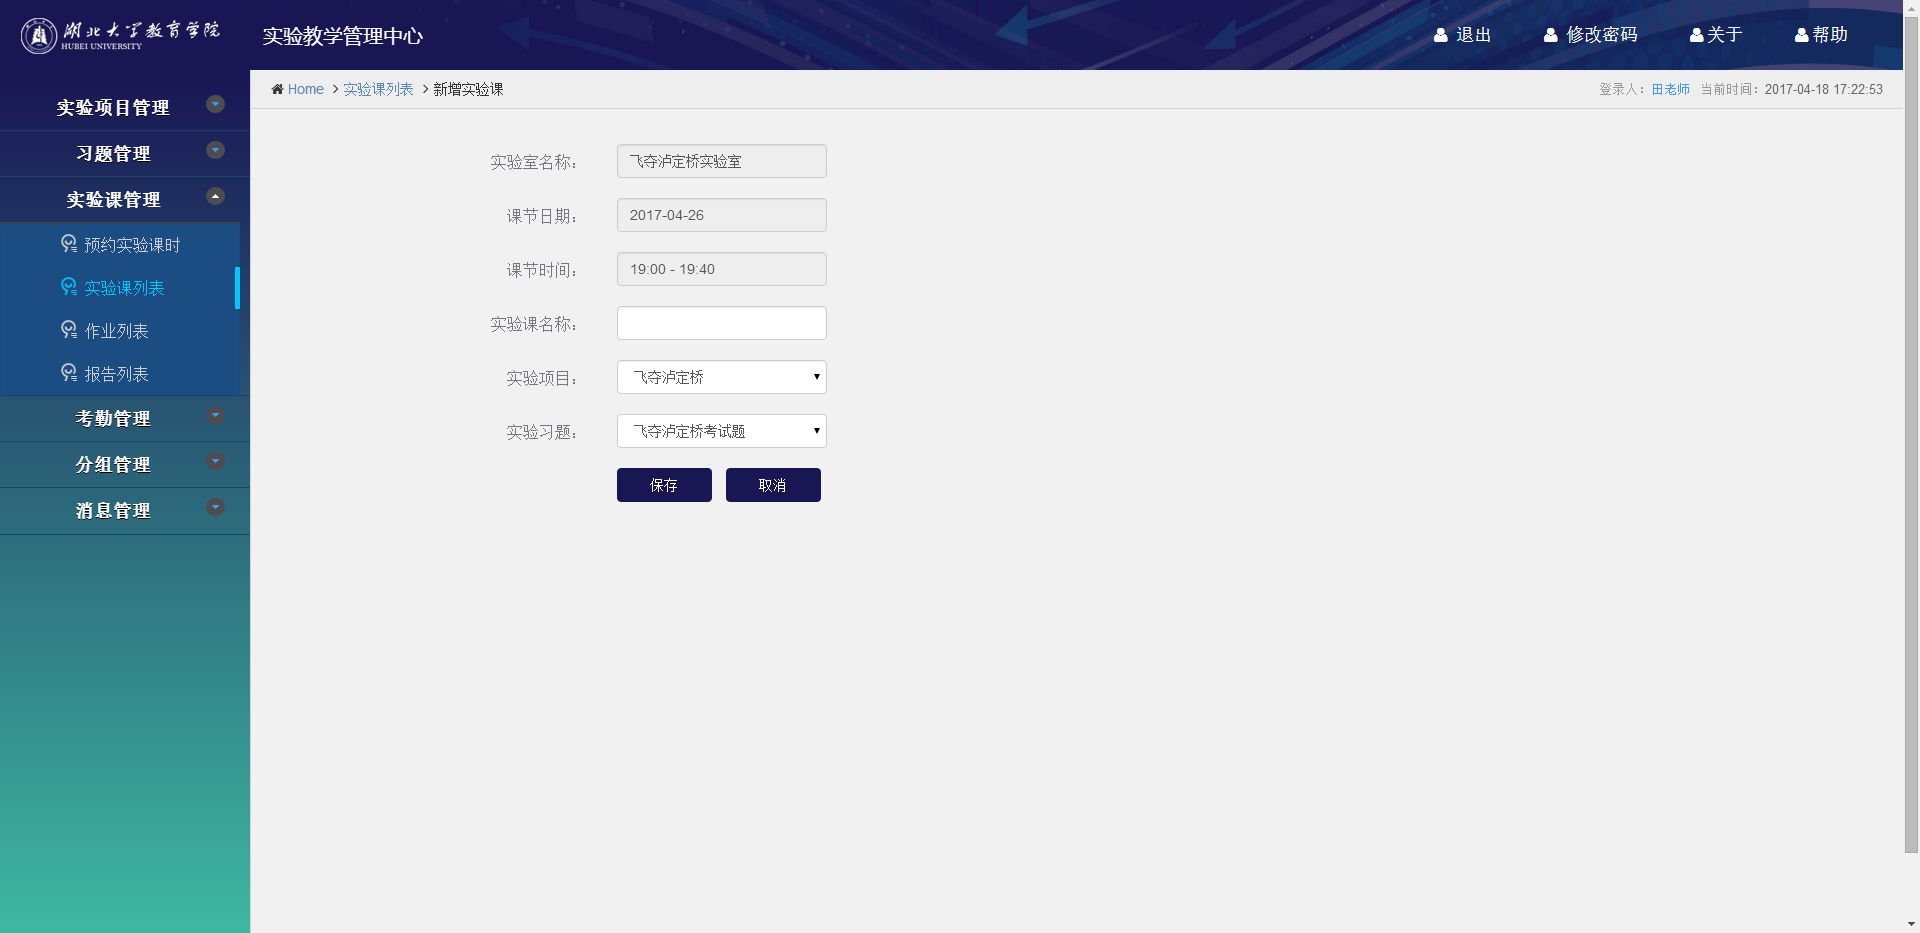 湖北大学教育学院
HUBEI UNIVERSITY
实验教学管理中心
退出 修改密码 关于 帮助
Home > 实验课列表 > 新增实验课
登录人：田老师 当前时间：2017-04-18 17:22:53
实验项目管理
习题管理
实验课管理
预约实验课时
实验课列表
作业列表
报告列表
考勤管理
分组管理
消息管理
实验室名称： 飞夺泸定桥实验室
课节日期： 2017-04-26
课节时间： 19:00 - 19:40
实验课名称：
实验项目： 飞夺泸定桥
实验习题： 飞夺泸定桥考试题
保存 取消